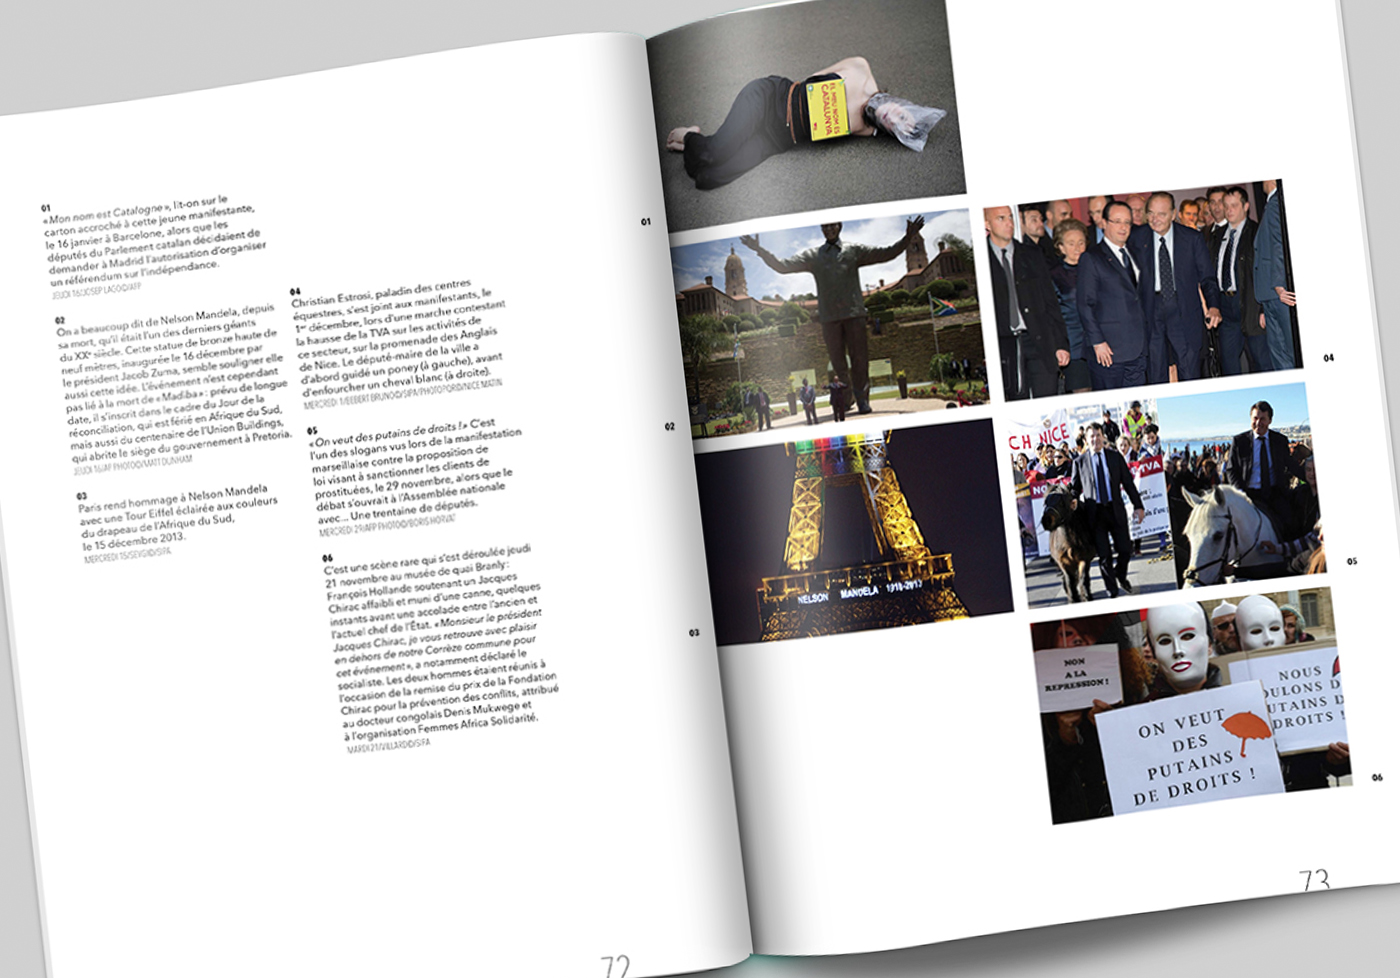 01
«Mon nom est Catalogne», lit-on sur le
carton accroché à cette jeune manifestante,
le 16 janvier à Barcelone, alors que les
députés du Parlement catalan décidaient de
demander à Madrid l'autorisation d'organiser
un référendum sur l'indépendance.
JEUDI 16/JOSEP LAGO©/AFP
02
On a beaucoup dit de Nelson Mandela, depuis
sa mort, qu'il était l'un des derniers géants
du XXe siècle. Cette statue de bronze haute de
neuf mètres, inaugurée le 16 décembre par
le président Jacob Zuma, semble souligner elle
aussi cette idée. L'événement n'est cependant
pas lié à la mort de «Madiba»: prévu de longue
date, il s'inscrit dans le cadre du Jour de la
réconciliation, qui est férié en Afrique du Sud,
mais aussi du centenaire de l'Union Buildings,
qui abrite le siège du gouvernement à Pretoria.
JEUDI 16/AF PHOTO©/MATT DUNHAM
03
Paris rend hommage à Nelson Mandela
avec une Tour Eiffel éclairée aux couleurs
du drapeau de l'Afrique du Sud,
le 15 décembre 2013.
MERCREDI 15/SEVGI©/SIPA
04
Christian Estrosi, paladin des centres
équestres, s'est joint aux manifestants, le
1er décembre, lors d'une marche contestant
la hausse de la TVA sur les activités de
ce secteur, sur la promenade des Anglais
de Nice. Le député-maire de la ville a
d'abord guidé un poney (à gauche), avant
d'enfourcher un cheval blanc (à droite).
MERCREDI 1/BEBERT BRUNO©/SIPA/PHOTOPQR©/NICE MATIN
05
«On veut des putains de droits!» C'est
l'un des slogans vus lors de la manifestation
marseillaise contre la proposition de
loi visant à sanctionner les clients de
prostituées, le 29 novembre, alors que le
débat s'ouvrait à l'Assemblée nationale
avec... Une trentaine de députés.
MERCREDI 29/AFP PHOTO©/BORIS HORVAT
06
C'est une scène rare qui s'est déroulée jeudi
21 novembre au musée de quai Branly:
François Hollande soutenant un Jacques
Chirac affaibli et muni d'une canne, quelques
instants avant une accolade entre l'ancien et
l'actuel chef de l'État. «Monsieur le président
Jacques Chirac, je vous retrouve avec plaisir
en dehors de notre Corrèze commune pour
cet événement», a notamment déclaré le
socialiste. Les deux hommes étaient réunis à
l'occasion de la remise du prix de la Fondation
Chirac pour la prévention des conflits, attribué
au docteur congolais Denis Mukwege et
à l'organisation Femmes Africa Solidarité.
MARDI 21/VILLARD©/SIPA
72
01
EL MEU NOM ÉS
CATALUNYA
02
03
NELSON MANDELA 1918-2013
04
CH NICE
NO
TVA
05
NON
A LA
REPRESSION !
NOUS
OULONS D
UTAINS D
DROITS !
ON VEUT
DES
PUTAINS
DE DROITS !
06
73